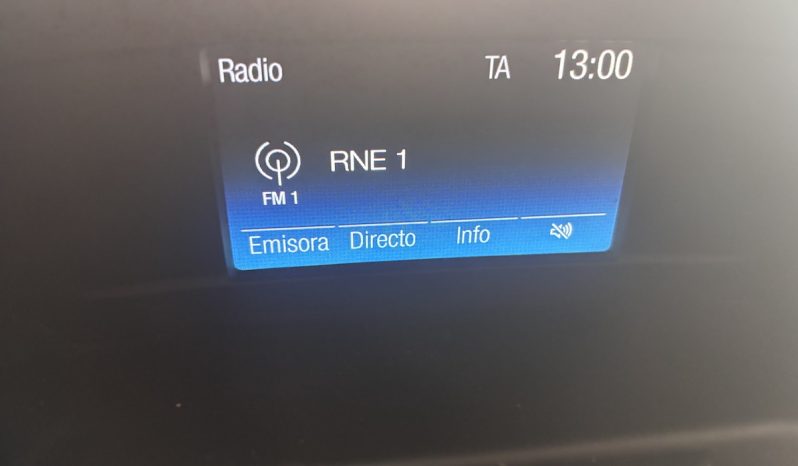 Radio TA 13:00
RNE 1
FM 1
Emisora Directo Info